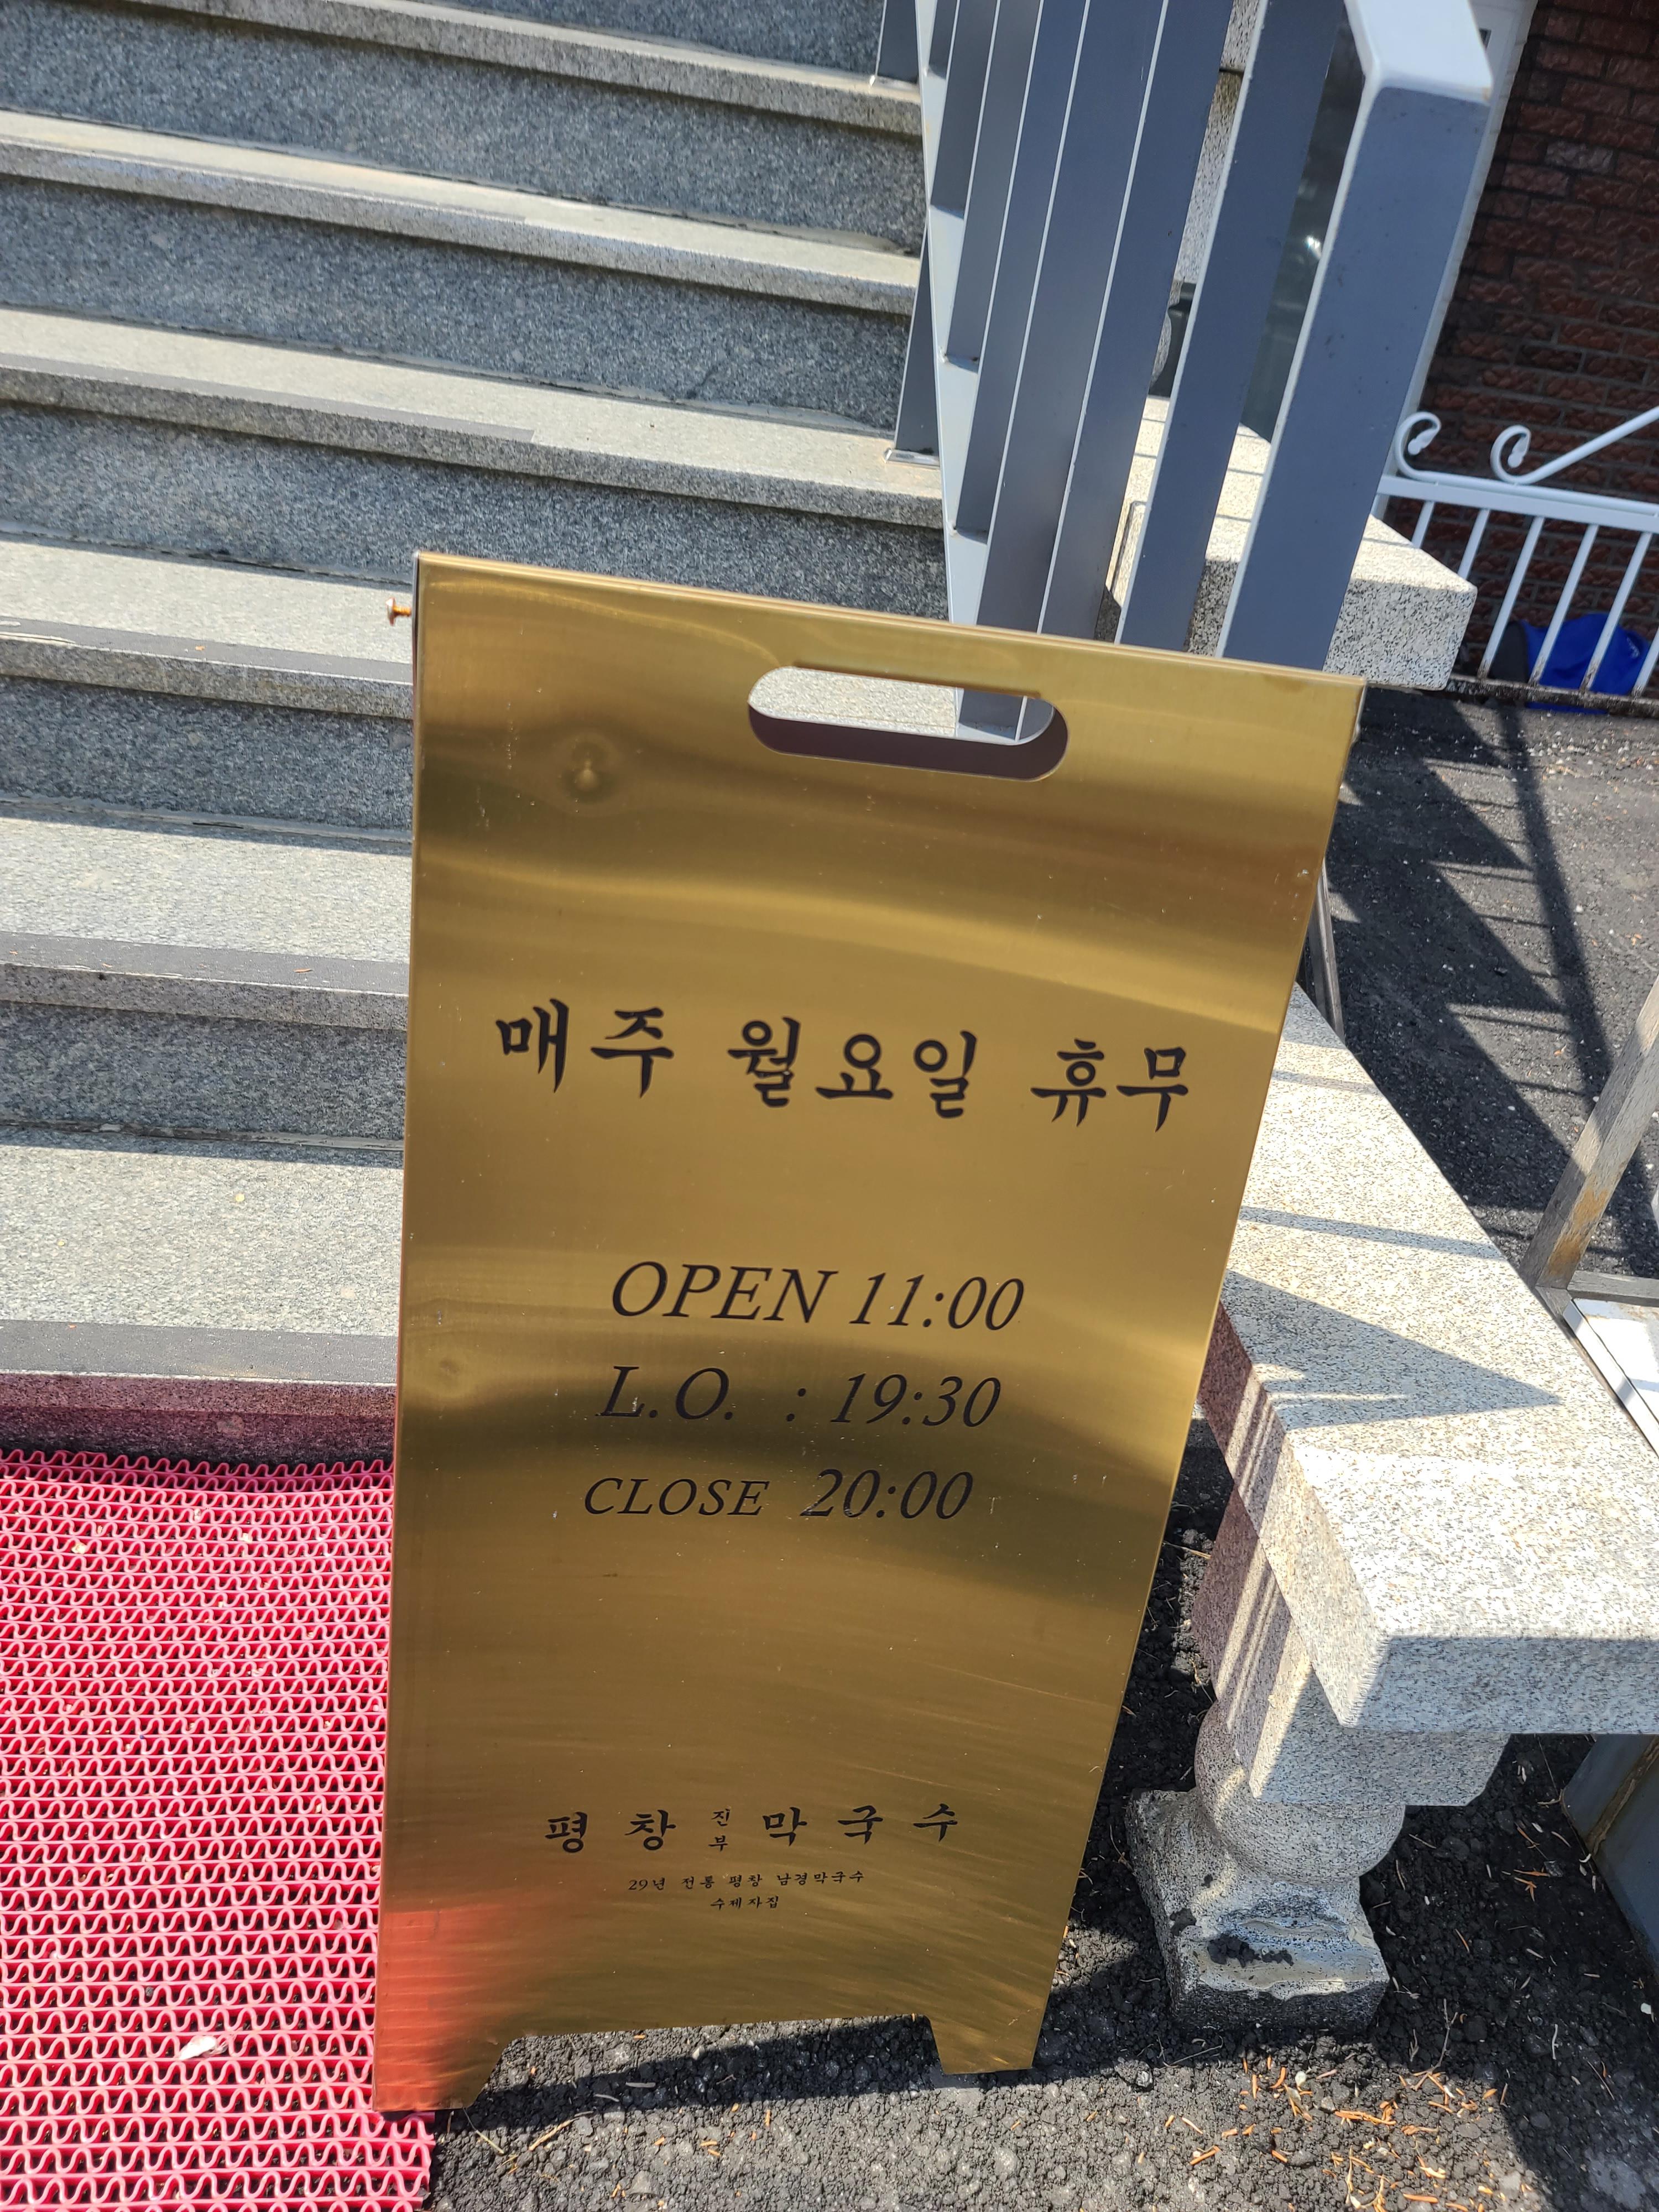 매주 월요일 휴무
OPEN 11:00
L.O. : 19:30
CLOSE 20:00
평창 진부 막국수
29년 전통 평창 남경막국수
수제자집